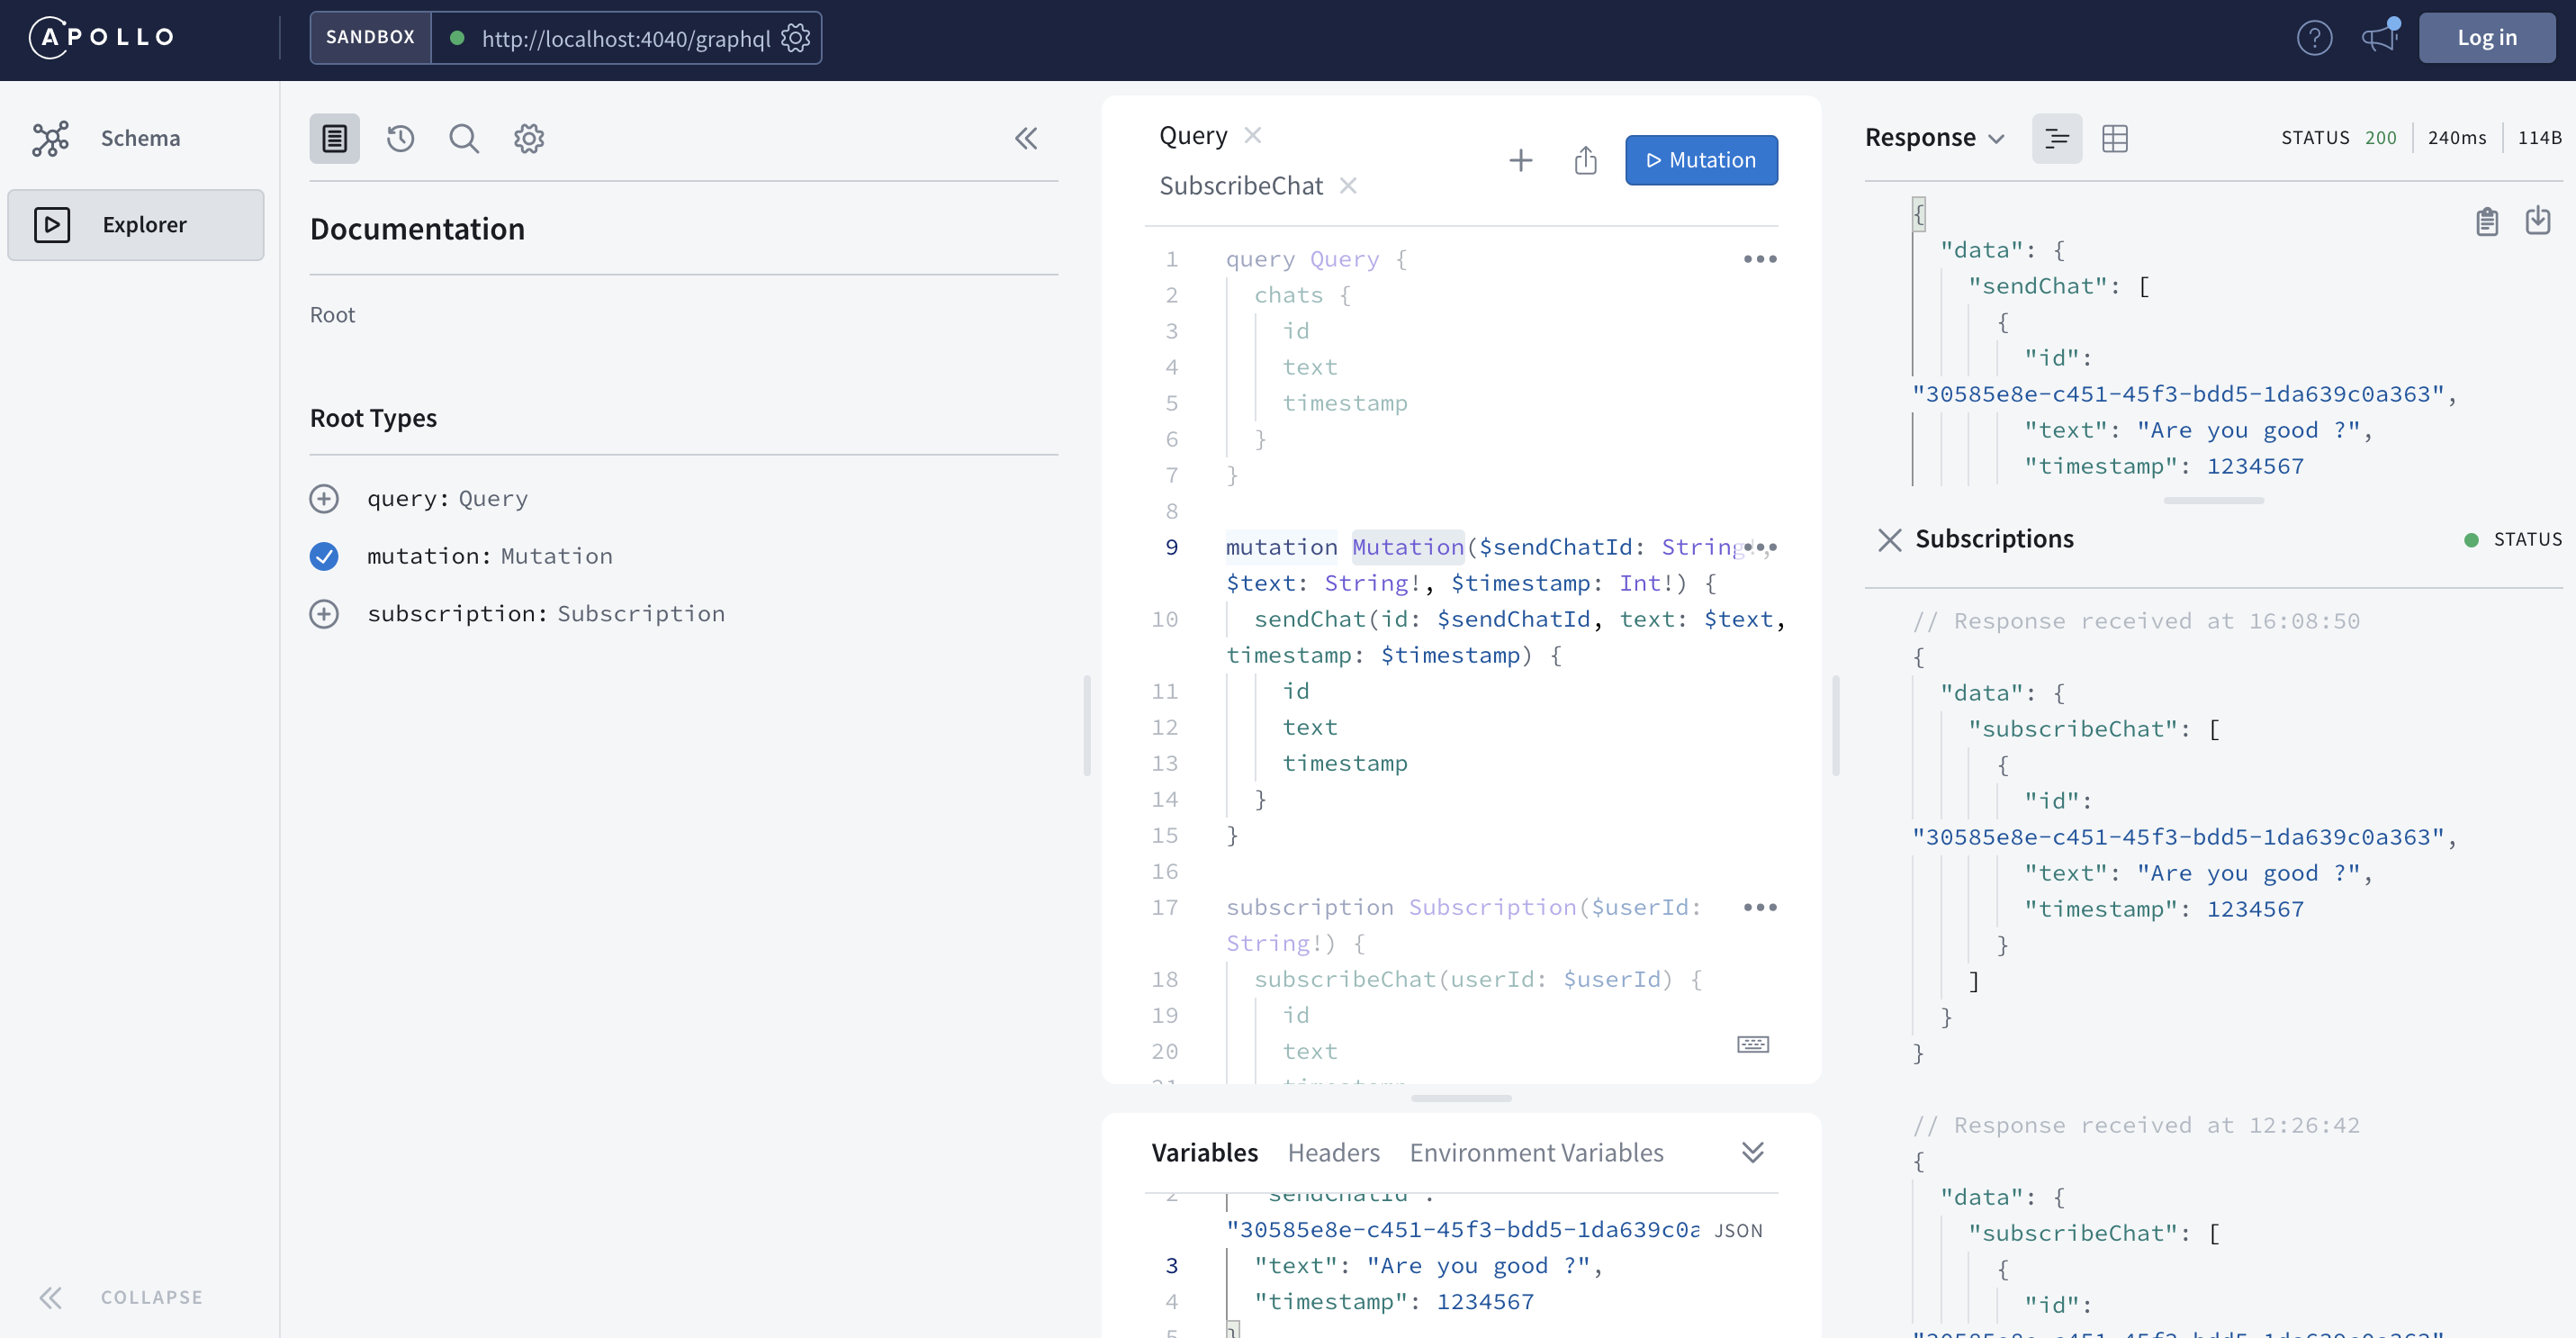 APOLLO
SANDBOX
http://localhost:4040/graphql
Log in
Schema
Explorer
COLLAPSE
Documentation
Root
Root Types
query: Query
mutation: Mutation
subscription: Subscription
Query
SubscribeChat
Mutation
1 query Query {
2 chats {
3 id
4 text
5 timestamp
6 }
7 }
8
9 mutation Mutation($sendChatId: String!,
$text: String!, $timestamp: Int!) {
10 sendChat(id: $sendChatId, text: $text,
timestamp: $timestamp) {
11 id
12 text
13 timestamp
14 }
15 }
16
17 subscription Subscription($userId:
String!) {
18 subscribeChat(userId: $userId) {
19 id
20 text
21 timestamp
Variables Headers Environment Variables
2 "sendChatId":
"30585e8e-c451-45f3-bdd5-1da639c0a
JSON
3 "text": "Are you good ?",
4 "timestamp": 1234567
5 }
Response
STATUS 200 240ms 114B
{
"data": {
"sendChat": [
{
"id":
"30585e8e-c451-45f3-bdd5-1da639c0a363",
"text": "Are you good ?",
"timestamp": 1234567
Subscriptions
STATUS
// Response received at 16:08:50
{
"data": {
"subscribeChat": [
{
"id":
"30585e8e-c451-45f3-bdd5-1da639c0a363",
"text": "Are you good ?",
"timestamp": 1234567
}
]
}
}
// Response received at 12:26:42
{
"data": {
"subscribeChat": [
{
"id":